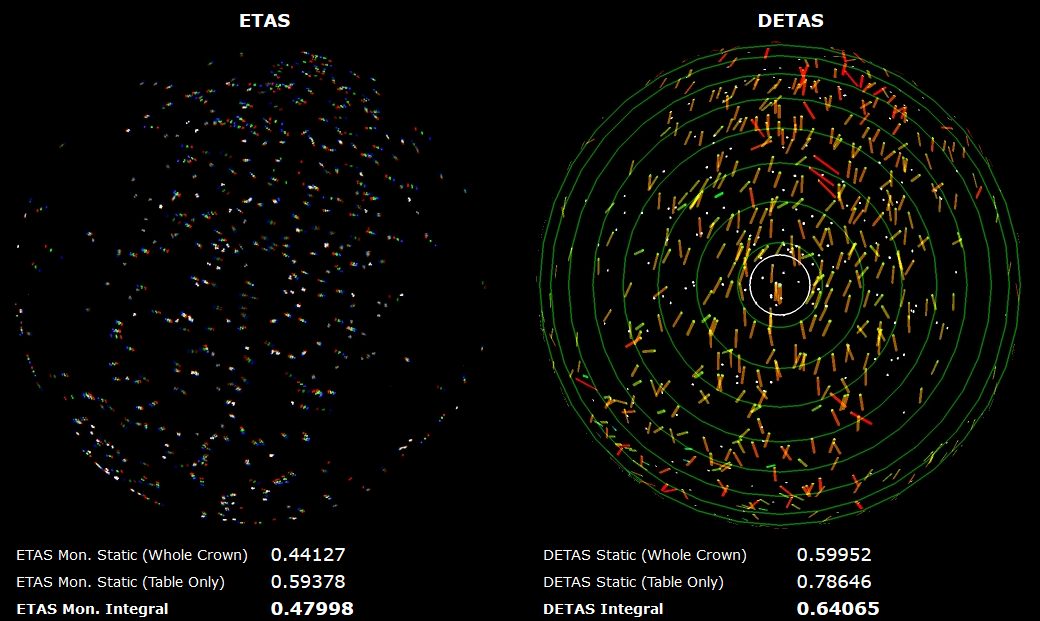 ETAS DETAS
ETAS Mon. Static (Whole Crown) 0.44127 DETAS Static (Whole Crown) 0.59952
ETAS Mon. Static (Table Only) 0.59378 DETAS Static (Table Only) 0.78646
ETAS Mon. Integral 0.47998 DETAS Integral 0.64065